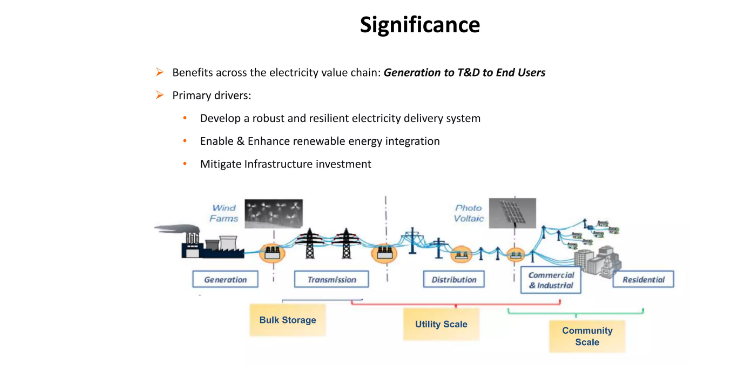 Significance
Benefits across the electricity value chain: Generation to T&D to End Users
Primary drivers:
Develop a robust and resilient electricity delivery system
Enable & Enhance renewable energy integration
Mitigate Infrastructure investment
Wind
Farms
Photo
Voltaic
Generation
Transmission
Distribution
Commercial
& Industrial
Residential
Bulk Storage
Utility Scale
Community
Scale